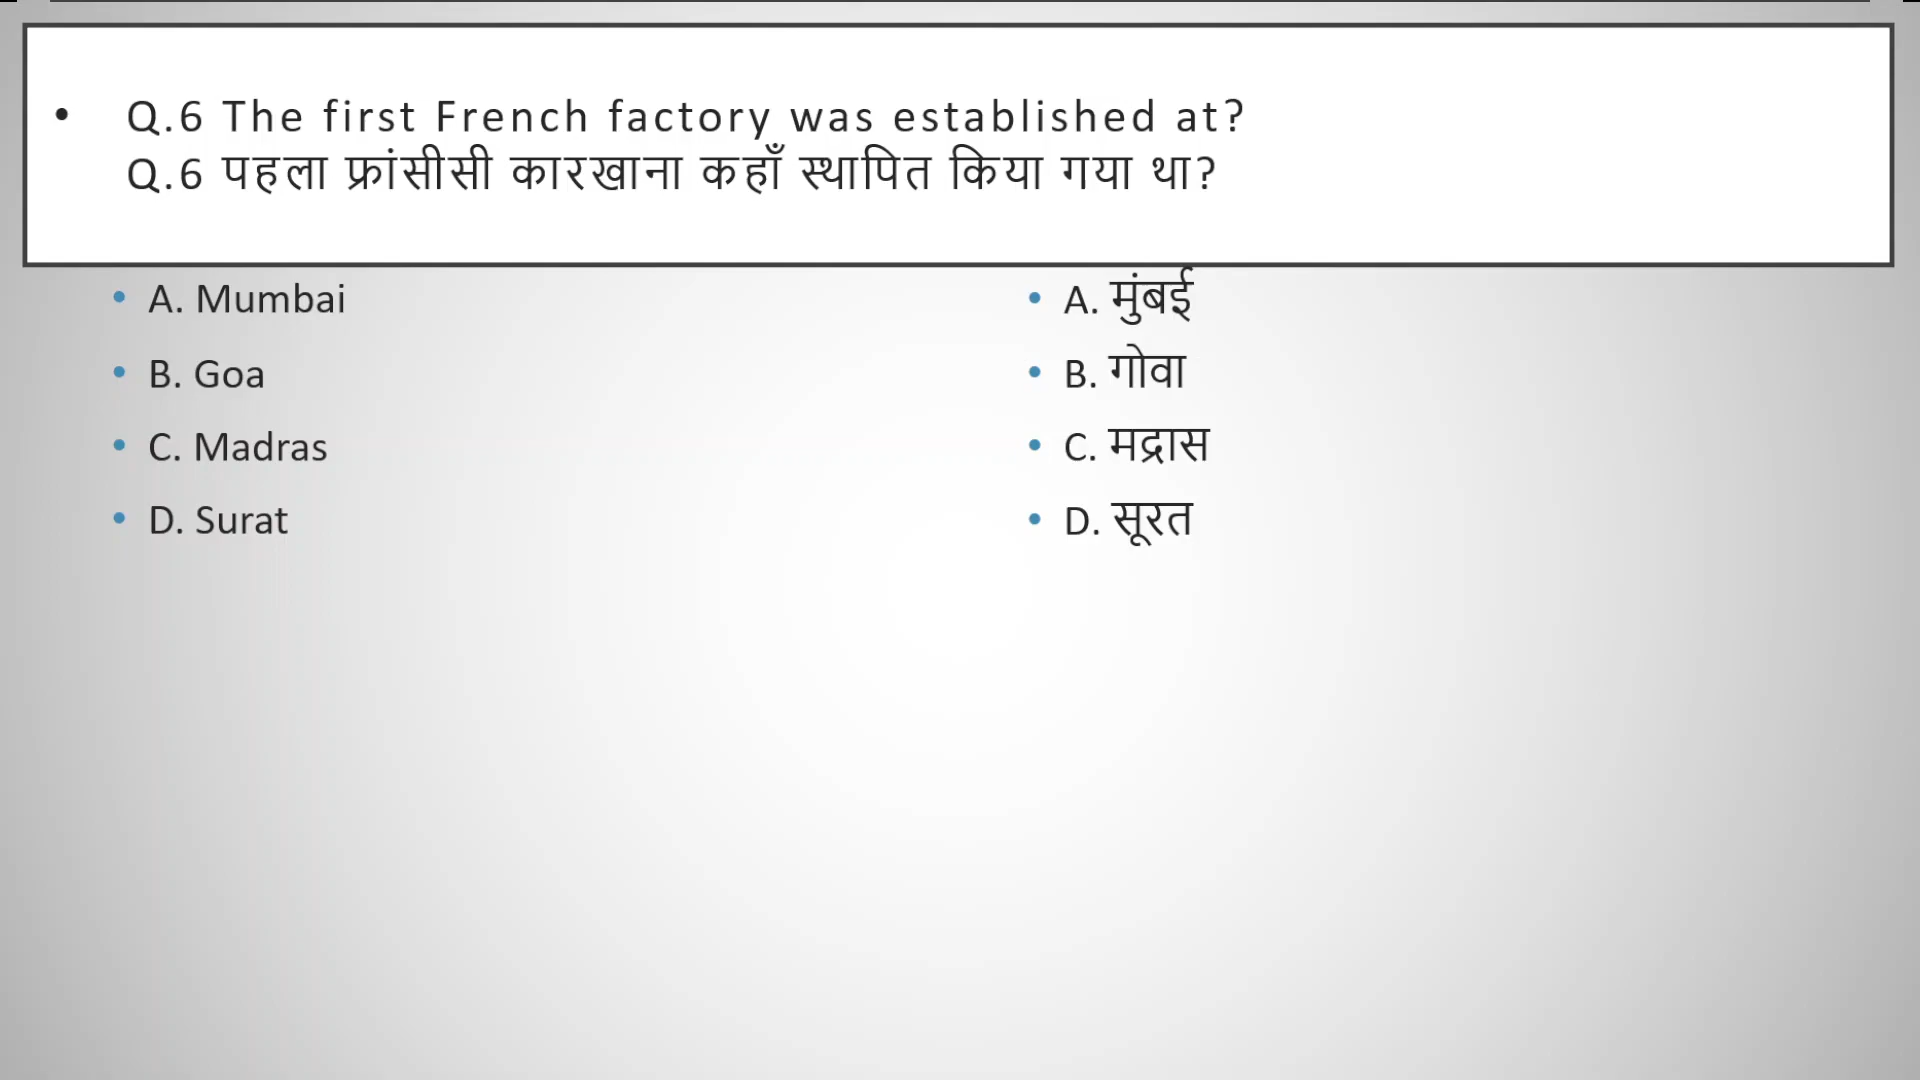 • Q.6 The first French factory was established at?
Q.6 पहला फ्रांसीसी कारखाना कहाँ स्थापित किया गया था?
• A. Mumbai
• B. Goa
• C. Madras
• D. Surat
• A. मुंबई
• B. गोवा
• C. मद्रास
• D. सूरत